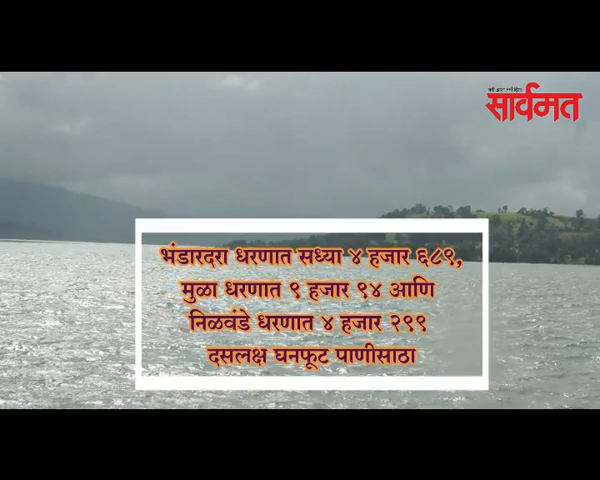 सार्वमत
भंडारदरा धरणात सध्या ४ हजार ६८९,
मुळा धरणात ९ हजार ९४ आणि
निळवंडे धरणात ४ हजार २९९
दसलक्ष घनफूट पाणीसाठा